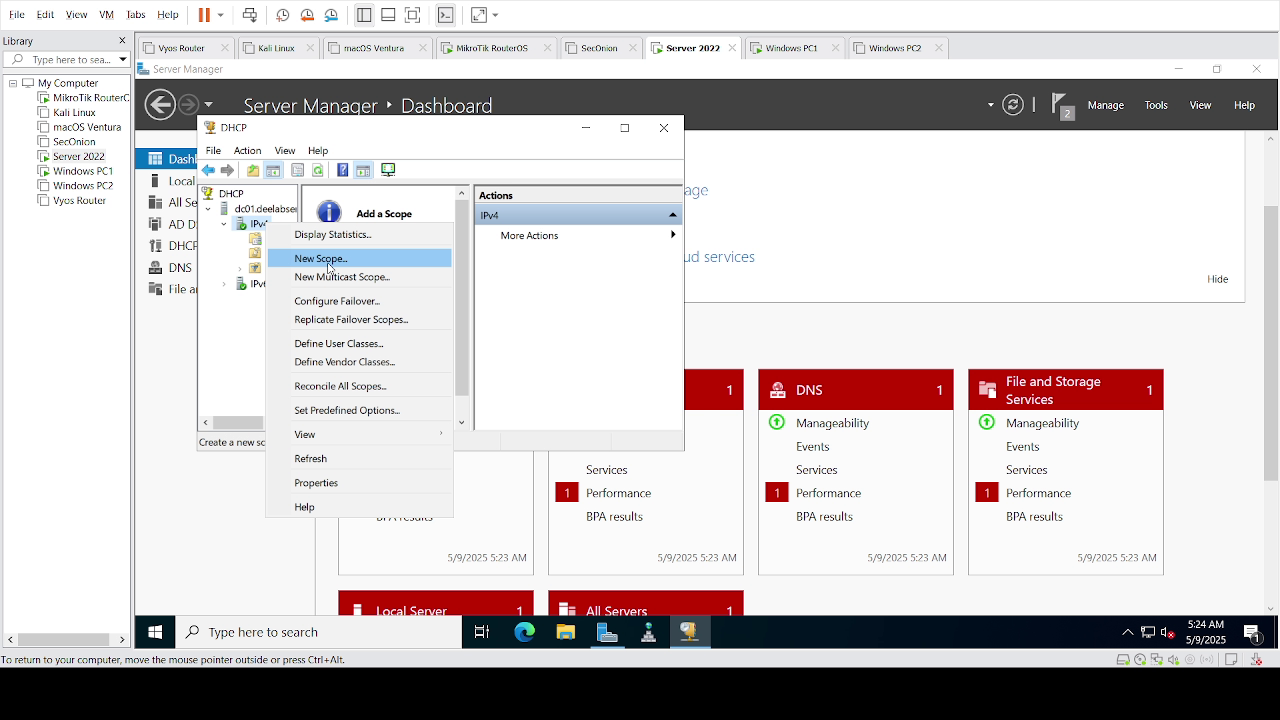 File Edit View VM Tabs Help
Library
Type here to sea...
My Computer
MikroTik RouterO
Kali Linux
macOS Ventura
SecOnion
Server 2022
Windows PC1
Windows PC2
Vyos Router
Vyos Router Kali Linux macOS Ventura MikroTik RouterOS SecOnion Server 2022 Windows PC1 Windows PC2
Server Manager
Server Manager Dashboard
2
Manage Tools View Help
DHCP
File Action View Help
DHCP
dc01.deelabse
IPv4
IPv6
Add a Scope
Actions
IPv4
More Actions
Create a new sc
Display Statistics...
New Scope...
New Multicast Scope...
Configure Failover...
Replicate Failover Scopes...
Define User Classes...
Define Vendor Classes...
Reconcile All Scopes...
Set Predefined Options...
View
Refresh
Properties
Help
Dashb
Local
All Se
AD D
DHCP
DNS
File an
age
ud services
Hide
1
Services
1 Performance
BPA results
5/9/2025 5:23 AM
DNS 1
Manageability
Events
Services
1 Performance
BPA results
5/9/2025 5:23 AM
File and Storage
Services 1
Manageability
Events
Services
1 Performance
BPA results
5/9/2025 5:23 AM
BPA results
5/9/2025 5:23 AM
Local Server 1
All Servers 1
Type here to search
5:24 AM
5/9/2025
1
To return to your computer, move the mouse pointer outside or press Ctrl+Alt.